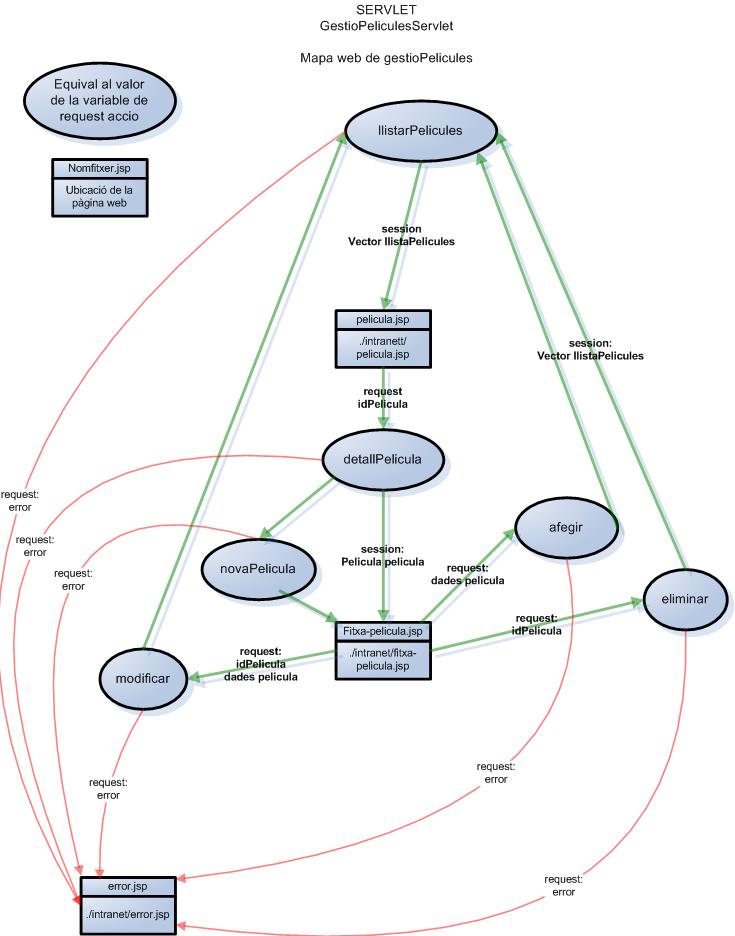 SERVLET
GestioPeliculesServlet
Mapa web de gestioPelicules
Equival al valor
de la variable de
request accio
Nomfitxer.jsp
Ubicació de la
pàgina web
llistarPelicules
session
Vector llistaPelicules
pelicula.jsp
./intranett/
pelicula.jsp
session:
Vector llistaPelicules
request
idPelicula
detallPelicula
request:
error
request:
error
request:
error
novaPelicula
session:
Pelicula pelicula
afegir
request:
dades pelicula
eliminar
request:
idPelicula
Fitxa-pelicula.jsp
./intranet/fitxa-
pelicula.jsp
request:
idPelicula
dades pelicula
modificar
request:
error
request:
error
request:
error
error.jsp
./intranet/error.jsp